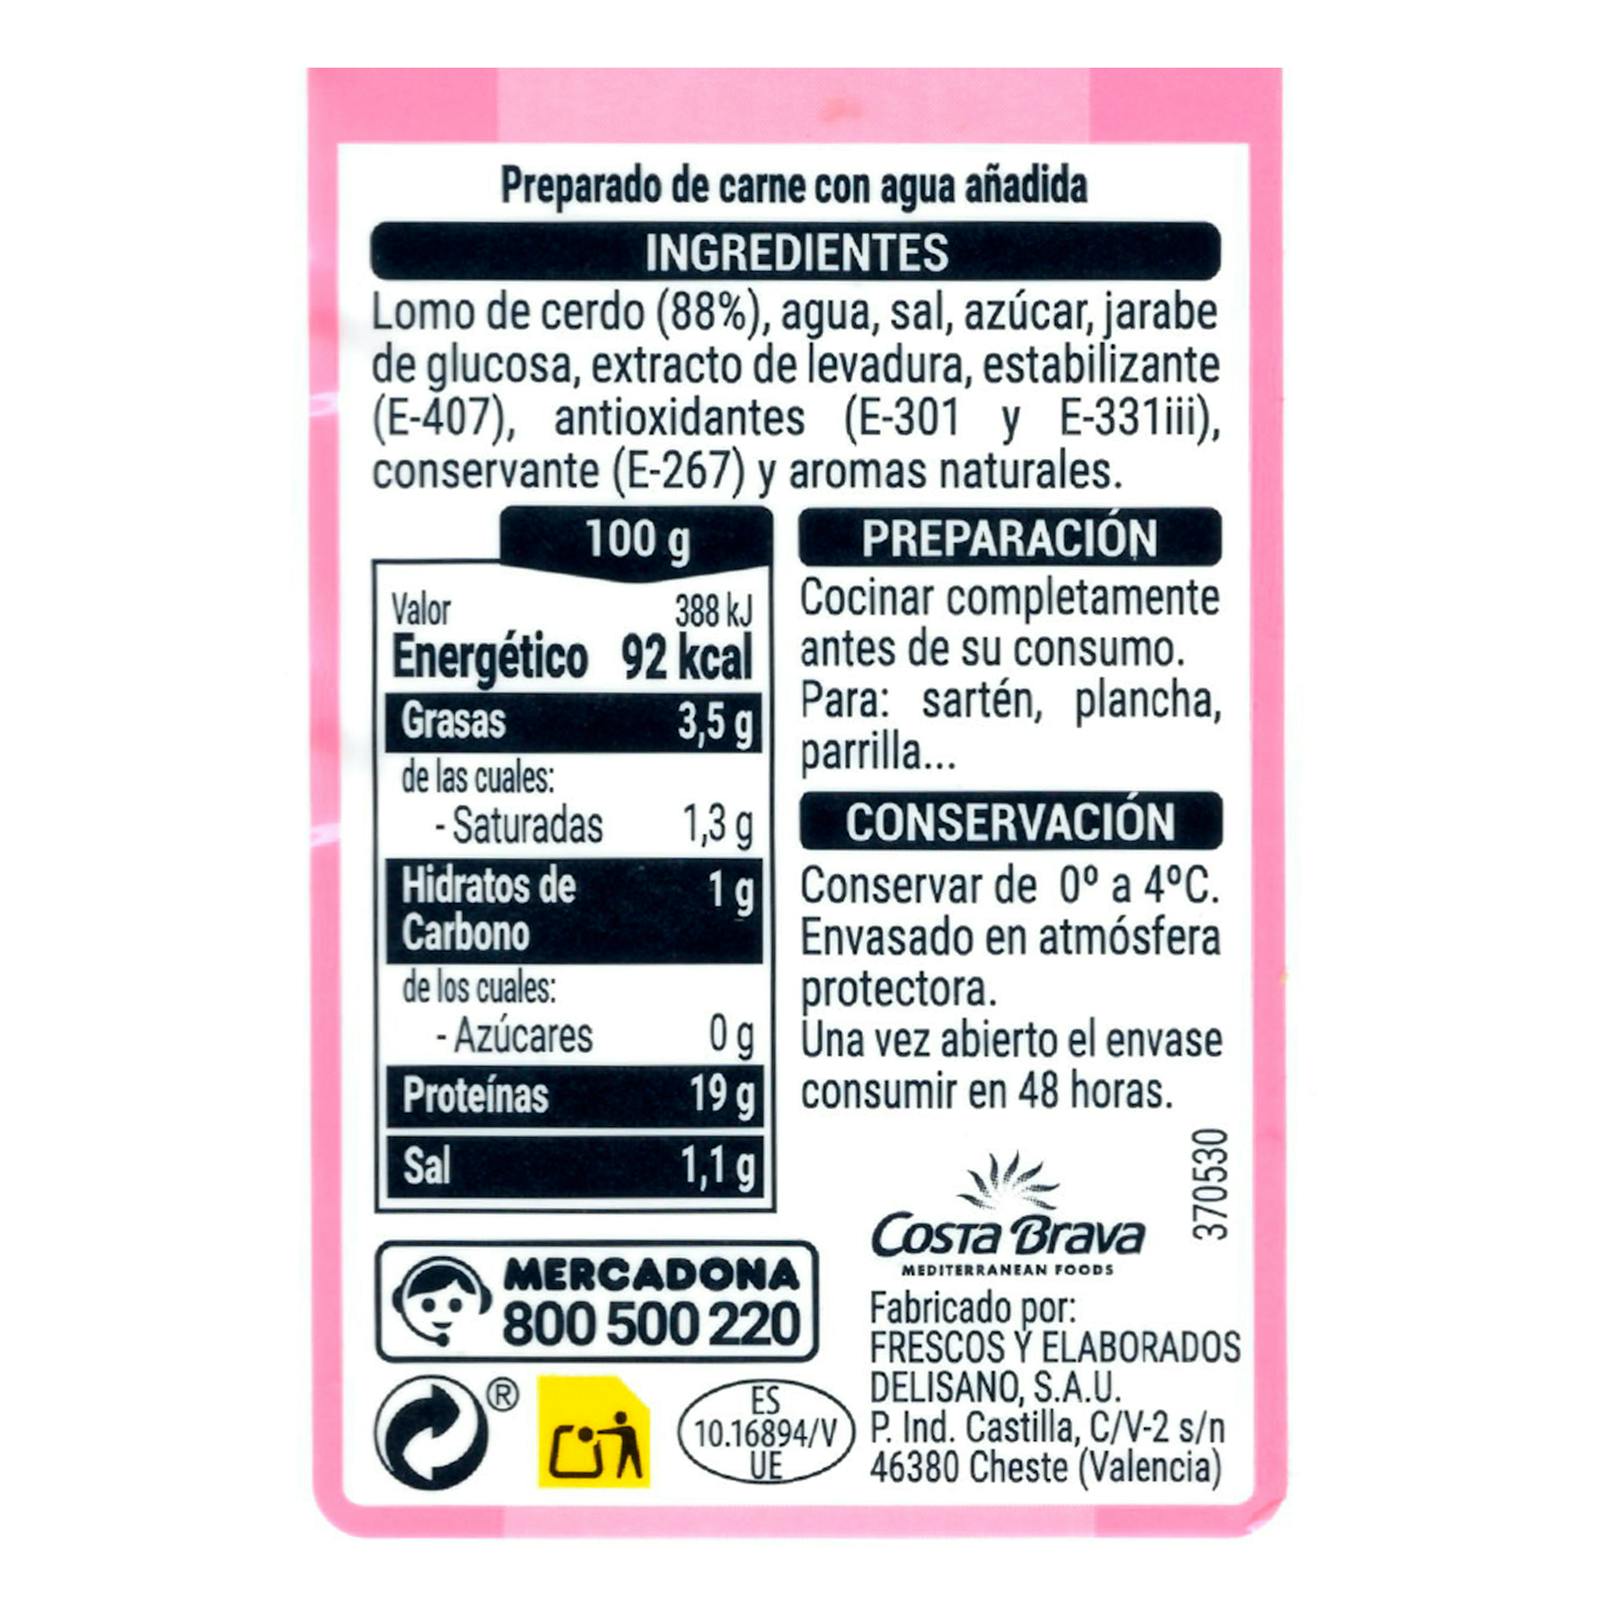 Preparado de carne con agua añadida
INGREDIENTES
Lomo de cerdo (88%), agua, sal, azúcar, jarabe
de glucosa, extracto de levadura, estabilizante
(E-407), antioxidantes (E-301 y E-331iii),
conservante (E-267) y aromas naturales.
100 g
Valor 388 kJ
Energético 92 kcal
Grasas 3,5 g
de las cuales:
- Saturadas 1,3 g
Hidratos de 1 g
Carbono
de los cuales:
- Azúcares 0 g
Proteínas 19 g
Sal 1,1 g
PREPARACIÓN
Cocinar completamente
antes de su consumo.
Para: sartén, plancha,
parrilla...
CONSERVACIÓN
Conservar de 0º a 4ºC.
Envasado en atmósfera
protectora.
Una vez abierto el envase
consumir en 48 horas.
370530
Costa Brava
MEDITERRANEAN FOODS
MERCADONA
800 500 220
®
ES
10.16894/V
UE
Fabricado por:
FRESCOS Y ELABORADOS
DELISANO, S.A.U.
P. Ind. Castilla, C/V-2 s/n
46380 Cheste (Valencia)